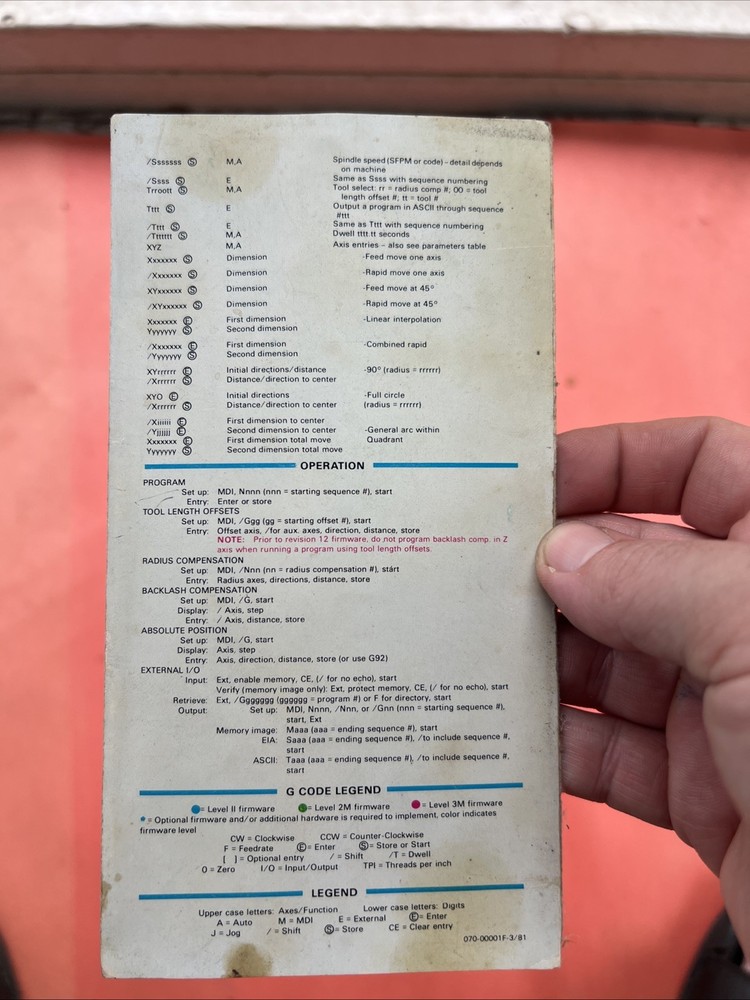 /Sssssss Ⓢ M,A Spindle speed (SFPM or code) – detail depends
on machine
/Ssss Ⓢ E Same as Ssss with sequence numbering
Trroott Ⓢ M,A Tool select: rr = radius comp #; 00 = tool
length offset #, tt = tool #
Tttt Ⓢ E Output a program in ASCII through sequence
#ttt
/Tttt Ⓢ E Same as Tttt with sequence numbering
/Ttttttt Ⓢ M,A Dwell tttt.tt seconds
XYZ M,A Axis entries – also see parameters table
Xxxxxxx Ⓢ Dimension -Feed move one axis
/Xxxxxxx Ⓢ Dimension -Rapid move one axis
XYxxxxxx Ⓢ Dimension -Feed move at 45°
/XYxxxxxx Ⓢ Dimension -Rapid move at 45°
Xxxxxxx Ⓔ First dimension -Linear interpolation
Yyyyyyy Ⓢ Second dimension
/Xxxxxxx Ⓔ First dimension -Combined rapid
/Yyyyyyy Ⓢ Second dimension
XYrrrrrr Ⓔ Initial directions/distance -90° (radius = rrrrrr)
/Xrrrrrr Ⓢ Distance/direction to center
XYO Ⓔ Initial directions -Full circle
/Xrrrrrr Ⓢ Distance/direction to center (radius = rrrrrr)
/Xiiiiii Ⓔ First dimension to center
/Yjjjjjj Ⓔ Second dimension to center -General arc within
Xxxxxxx Ⓔ First dimension total move Quadrant
Yyyyyyy Ⓢ Second dimension total move
OPERATION
PROGRAM
Set up: MDI, Nnnn (nnn = starting sequence #), start
Entry: Enter or store
TOOL LENGTH OFFSETS
Set up: MDI, /Ggg (gg = starting offset #), start
Entry: Offset axis, /for aux. axes, direction, distance, store
NOTE: Prior to revision 12 firmware, do not program backlash comp. in Z
axis when running a program using tool length offsets.
RADIUS COMPENSATION
Set up: MDI, /Nnn (nn = radius compensation #), start
Entry: Radius axes, directions, distance, store
BACKLASH COMPENSATION
Set up: MDI, /G, start
Display: / Axis, step
Entry: / Axis, distance, store
ABSOLUTE POSITION
Set up: MDI, /G, start
Display: Axis, step
Entry: Axis, direction, distance, store (or use G92)
EXTERNAL I/O
Input: Ext, enable memory, CE, (/ for no echo), start
Verify (memory image only): Ext, protect memory, CE, (/ for no echo), start
Retrieve: Ext, /Ggggggg (gggggg = program #) or F for directory, start
Output: Set up: MDI, Nnnn, /Nnn, or /Gnn (nnn = starting sequence #),
start, Ext
Memory image: Maaa (aaa = ending sequence #), start
EIA: Saaa (aaa = ending sequence #), /to include sequence #,
start
ASCII: Taaa (aaa = ending sequence #), /to include sequence #,
start
G CODE LEGEND
= Level II firmware = Level 2M firmware = Level 3M firmware
* = Optional firmware and/or additional hardware is required to implement, color indicates
firmware level
CW = Clockwise CCW = Counter-Clockwise
F = Feedrate Ⓔ = Enter Ⓢ = Store or Start
[ ] = Optional entry / = Shift /T = Dwell
0 = Zero I/O = Input/Output TPI = Threads per inch
LEGEND
Upper case letters: Axes/Function Lower case letters: Digits
A = Auto M = MDI E = External Ⓔ = Enter
J = Jog / = Shift Ⓢ = Store CE = Clear entry
070-00001F-3/81